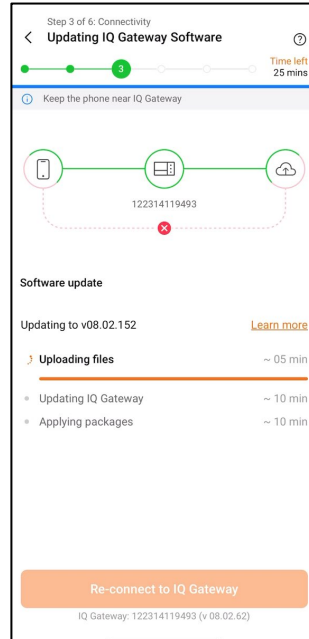 Step 3 of 6: Connectivity
Updating IQ Gateway Software
3
Time left
25 mins
Keep the phone near IQ Gateway
122314119493
Software update
Updating to v08.02.152 Learn more
Uploading files ~ 05 min
Updating IQ Gateway ~ 10 min
Applying packages ~ 10 min
Re-connect to IQ Gateway
IQ Gateway: 122314119493 (v 08.02.62)